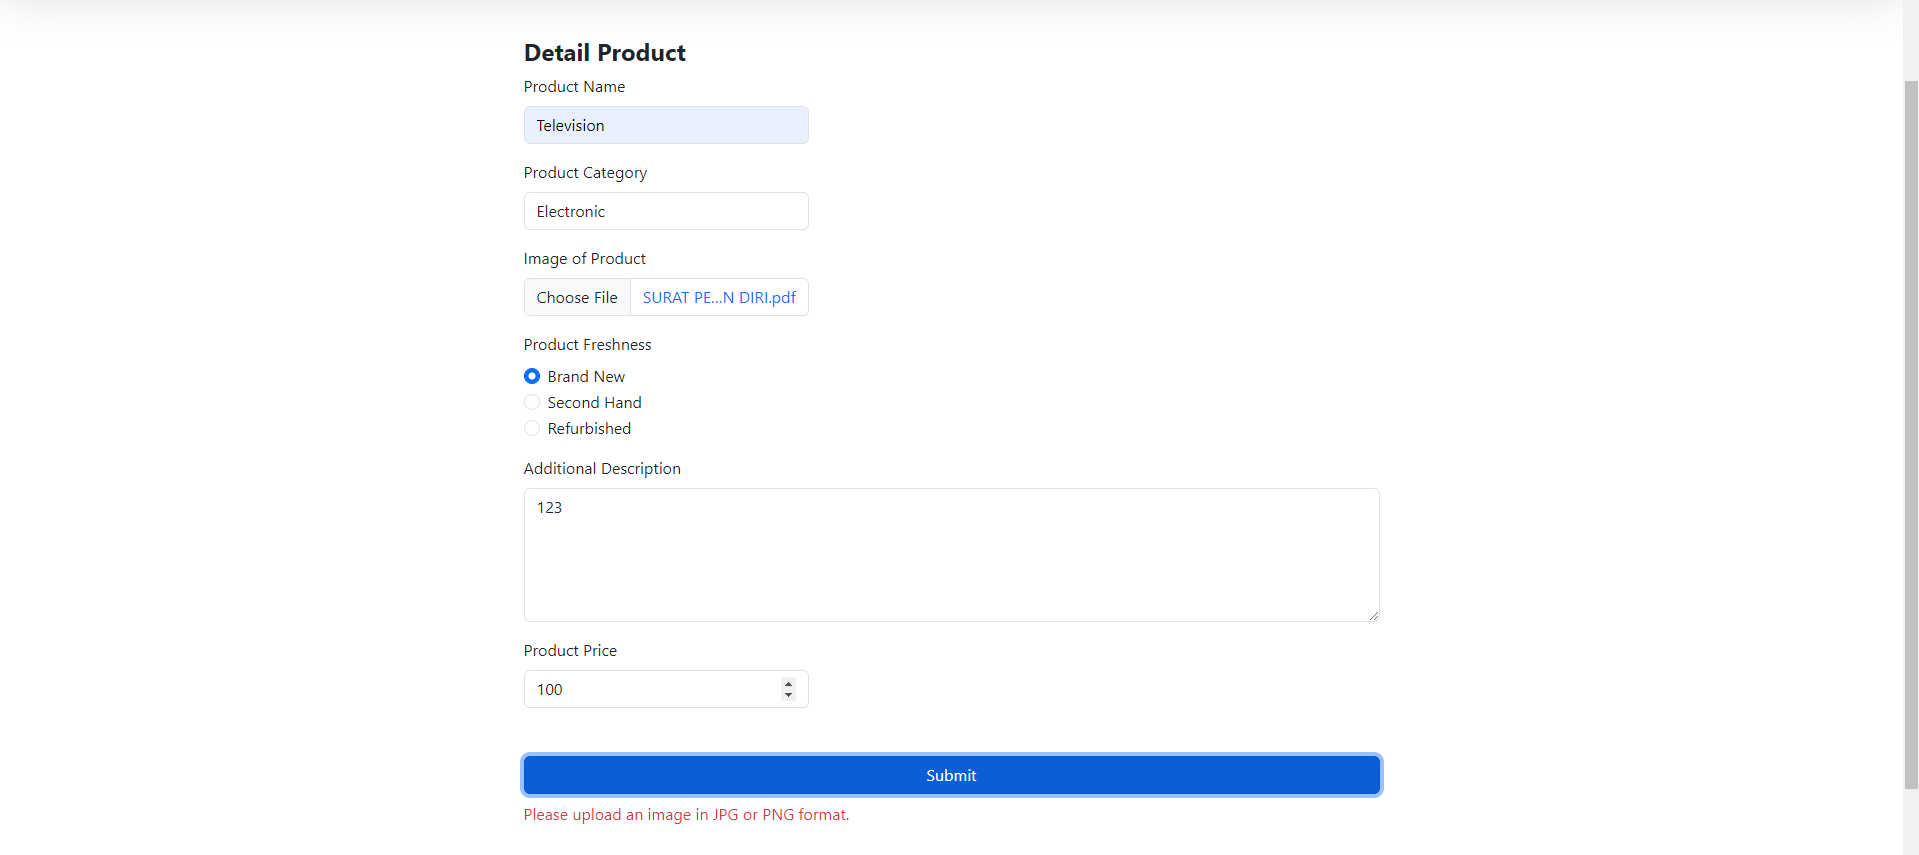 Detail Product
Product Name
Television
Product Category
Electronic
Image of Product
Choose File SURAT PE...N DIRI.pdf
Product Freshness
Brand New
Second Hand
Refurbished
Additional Description
123
Product Price
100
Submit
Please upload an image in JPG or PNG format.